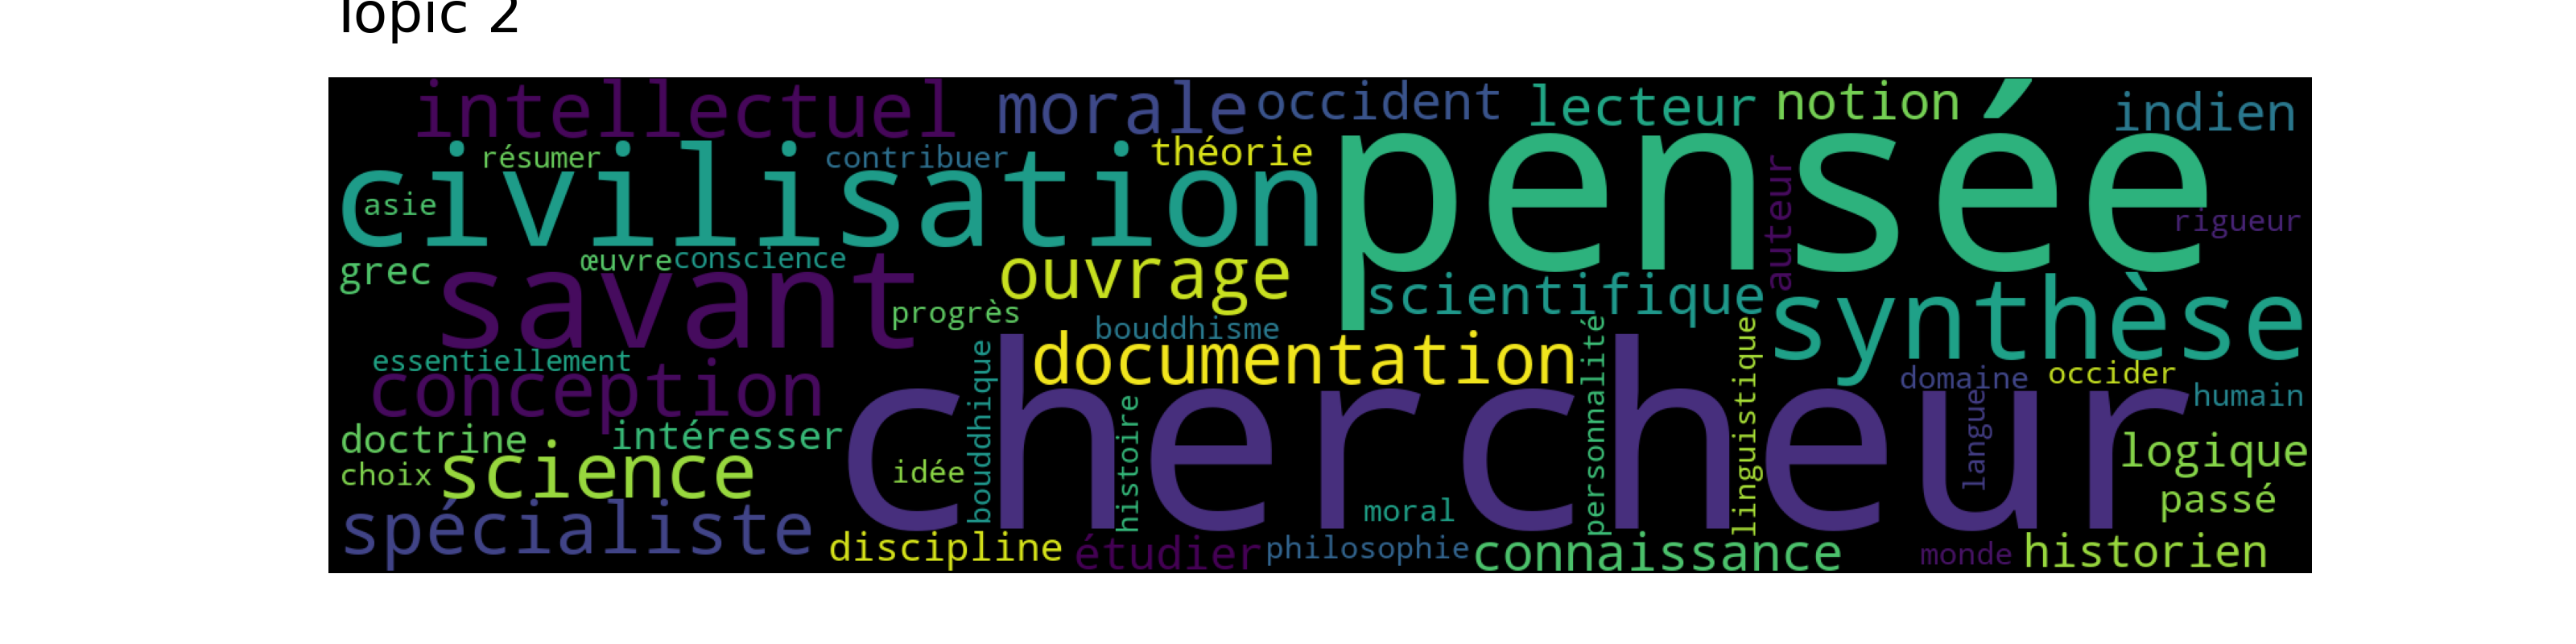 Topic 2
intellectuel morale occident lecteur notion indien
résumer contribuer théorie pensée
civilisation
asie auteur rigueur
grec œuvre conscience ouvrage scientifique
savant progrès synthèse
bouddhisme
essentiellement documentation
conception bouddhique histoire chercheur personnalité linguistique domaine langue occider humain
doctrine intéresser logique
choix science idée passé
spécialiste moral
discipline étudier philosophie connaissance monde historien